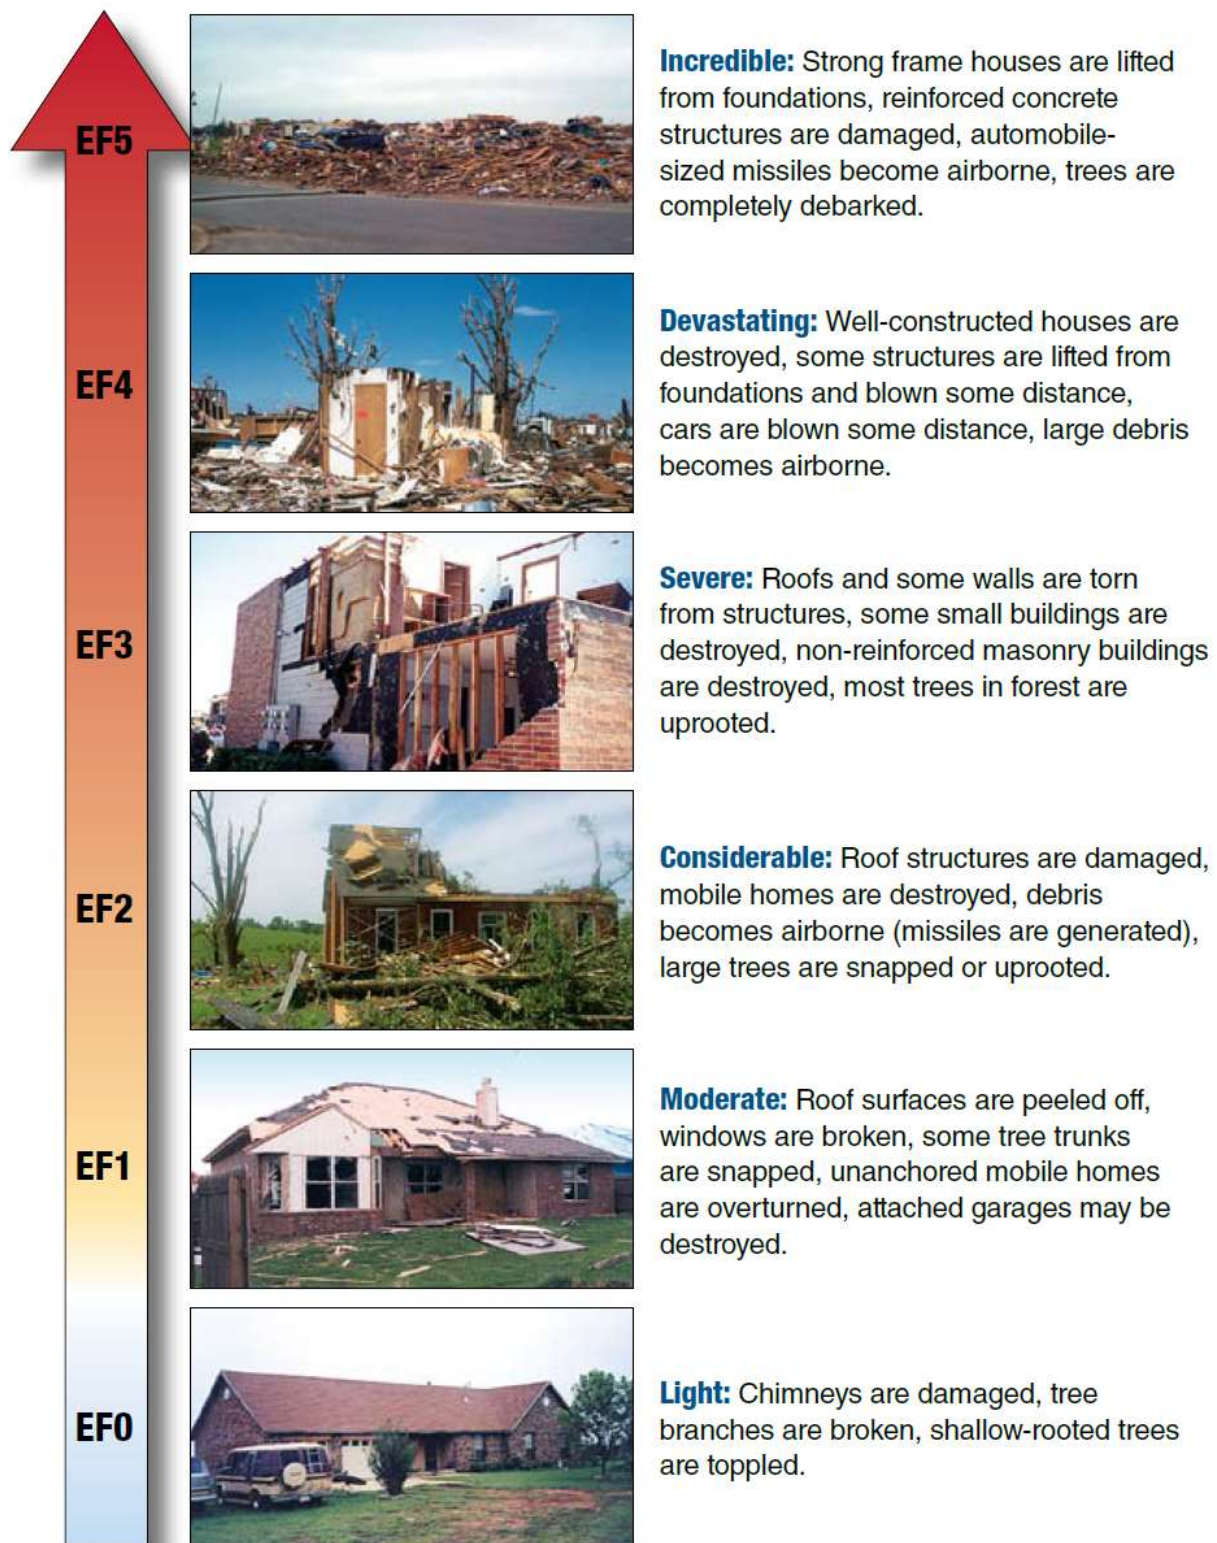 EF5
Incredible: Strong frame houses are lifted
from foundations, reinforced concrete
structures are damaged, automobile-
sized missiles become airborne, trees are
completely debarked.
EF4
Devastating: Well-constructed houses are
destroyed, some structures are lifted from
foundations and blown some distance,
cars are blown some distance, large debris
becomes airborne.
EF3
Severe: Roofs and some walls are torn
from structures, some small buildings are
destroyed, non-reinforced masonry buildings
are destroyed, most trees in forest are
uprooted.
EF2
Considerable: Roof structures are damaged,
mobile homes are destroyed, debris
becomes airborne (missiles are generated),
large trees are snapped or uprooted.
EF1
Moderate: Roof surfaces are peeled off,
windows are broken, some tree trunks
are snapped, unanchored mobile homes
are overturned, attached garages may be
destroyed.
EF0
Light: Chimneys are damaged, tree
branches are broken, shallow-rooted trees
are toppled.